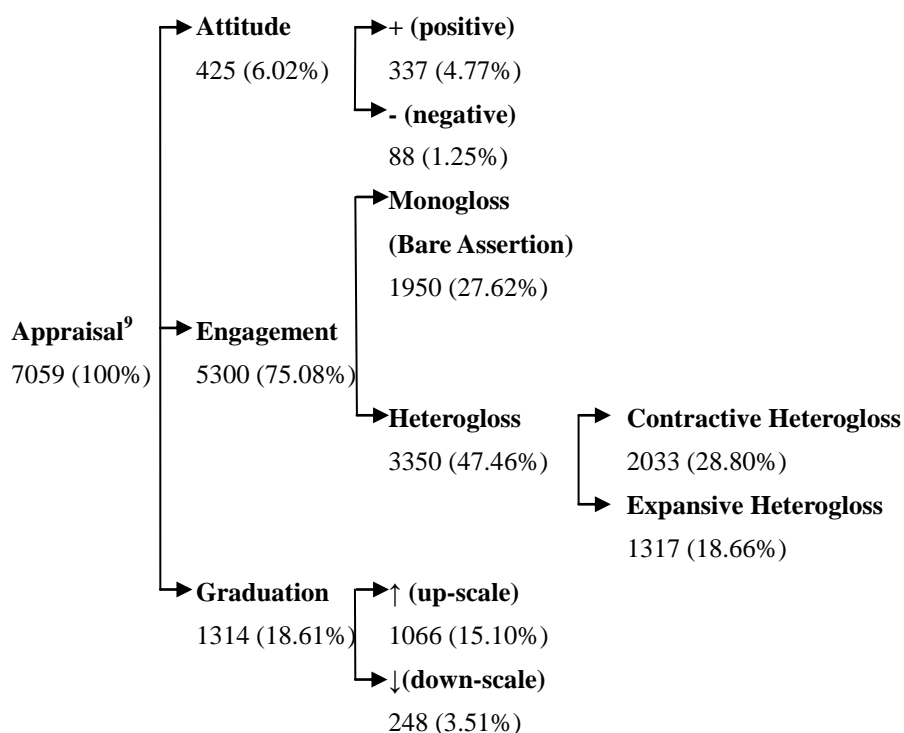 Attitude
425 (6.02%)
+ (positive)
337 (4.77%)
- (negative)
88 (1.25%)
Appraisal⁹
7059 (100%)
Engagement
5300 (75.08%)
Monogloss
(Bare Assertion)
1950 (27.62%)
Heterogloss
3350 (47.46%)
Contractive Heterogloss
2033 (28.80%)
Expansive Heterogloss
1317 (18.66%)
Graduation
1314 (18.61%)
↑ (up-scale)
1066 (15.10%)
↓(down-scale)
248 (3.51%)